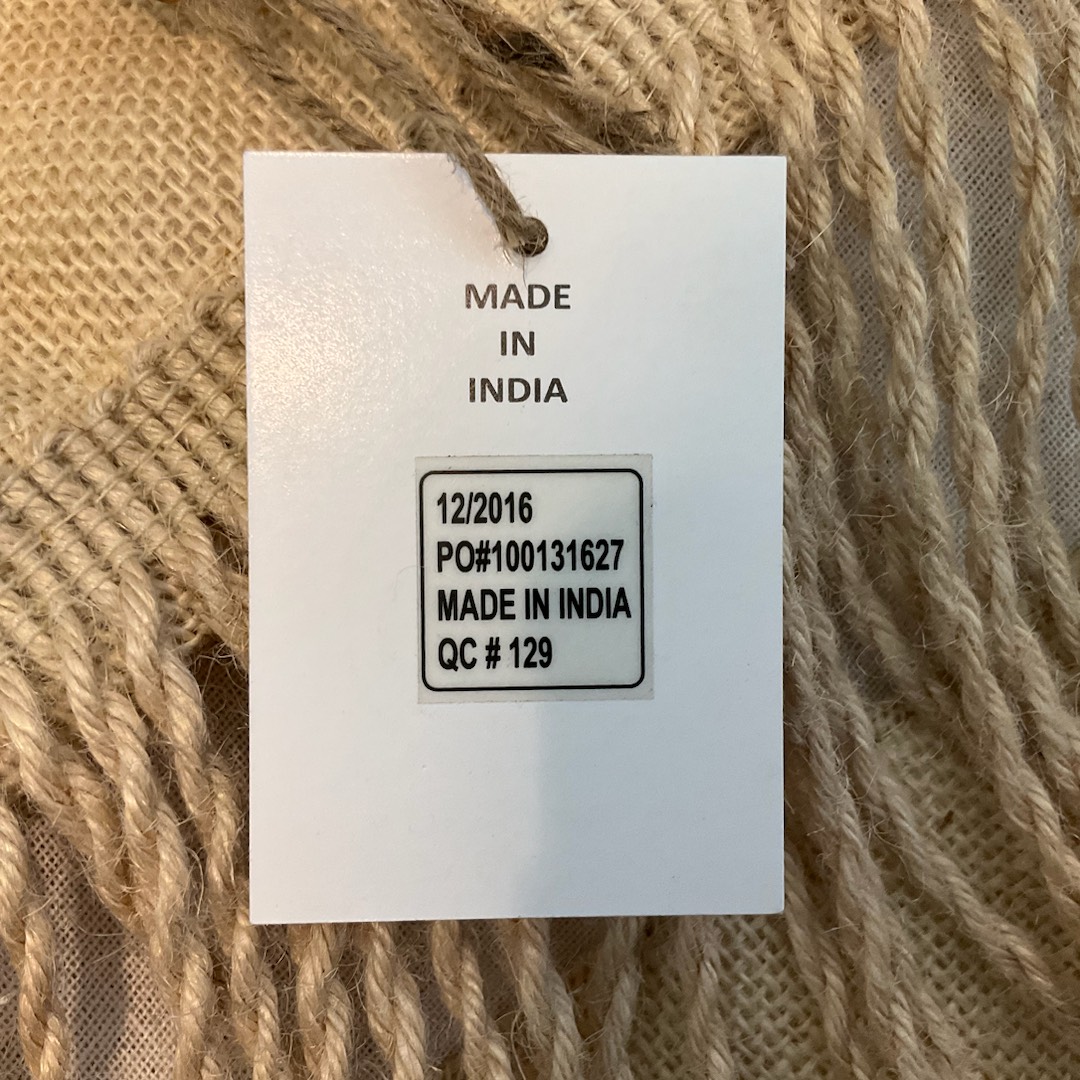 MADE
IN
INDIA
12/2016
PO#100131627
MADE IN INDIA
QC # 129